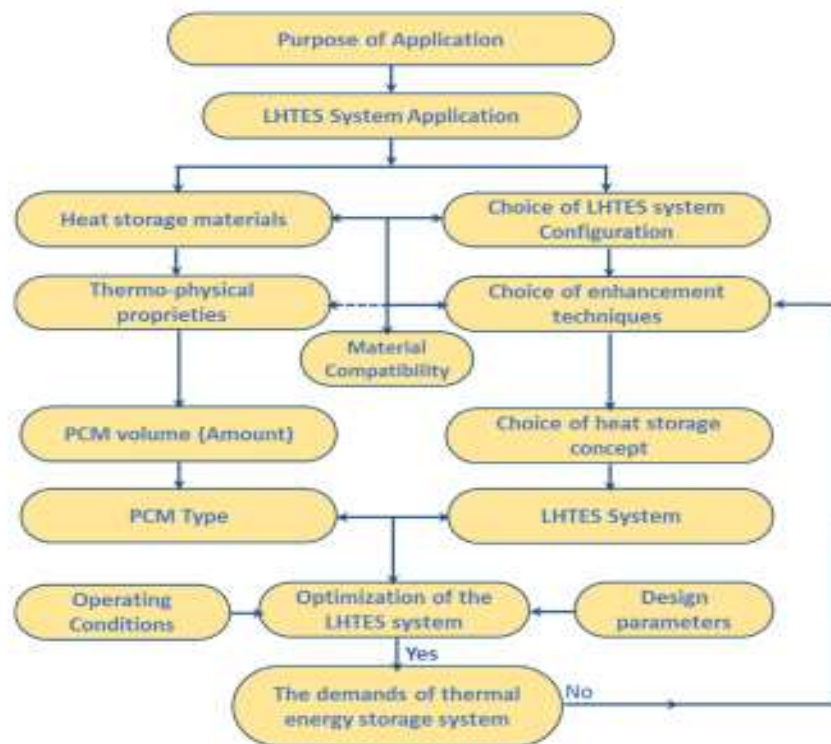 Purpose of Application
LHTES System Application
Heat storage materials
Choice of LHTES system
Configuration
Thermo-physical
proprieties
Choice of enhancement
techniques
Material
Compatibility
PCM volume (Amount)
Choice of heat storage
concept
PCM Type
LHTES System
Operating
Conditions
Optimization of the
LHTES system
Design
parameters
Yes
The demands of thermal
energy storage system
No